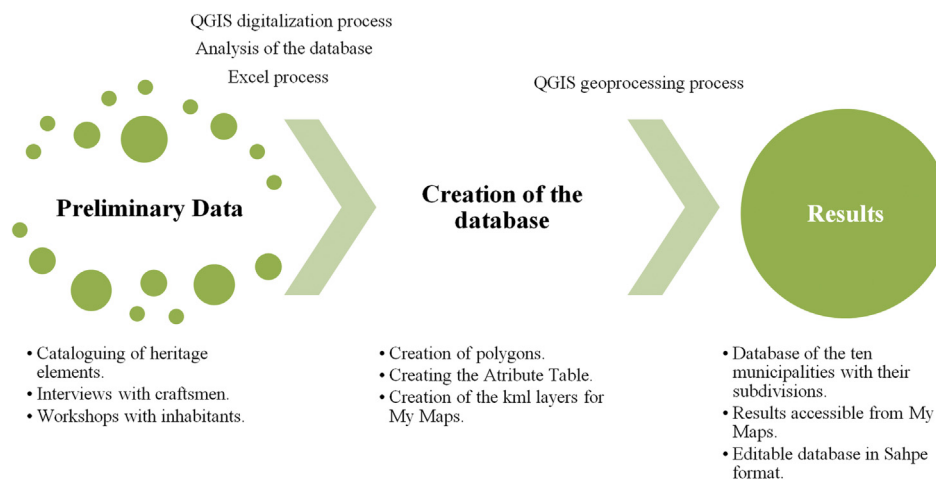 QGIS digitalization process
Analysis of the database
Excel process
QGIS geoprocessing process
Preliminary Data
Creation of the
database
Results
• Cataloguing of heritage
elements.
• Interviews with craftsmen.
• Workshops with inhabitants.
• Creation of polygons.
• Creating the Atribute Table.
• Creation of the kml layers for
My Maps.
• Database of the ten
municipalities with their
subdivisions.
• Results accessible from My
Maps.
• Editable database in Sahpe
format.